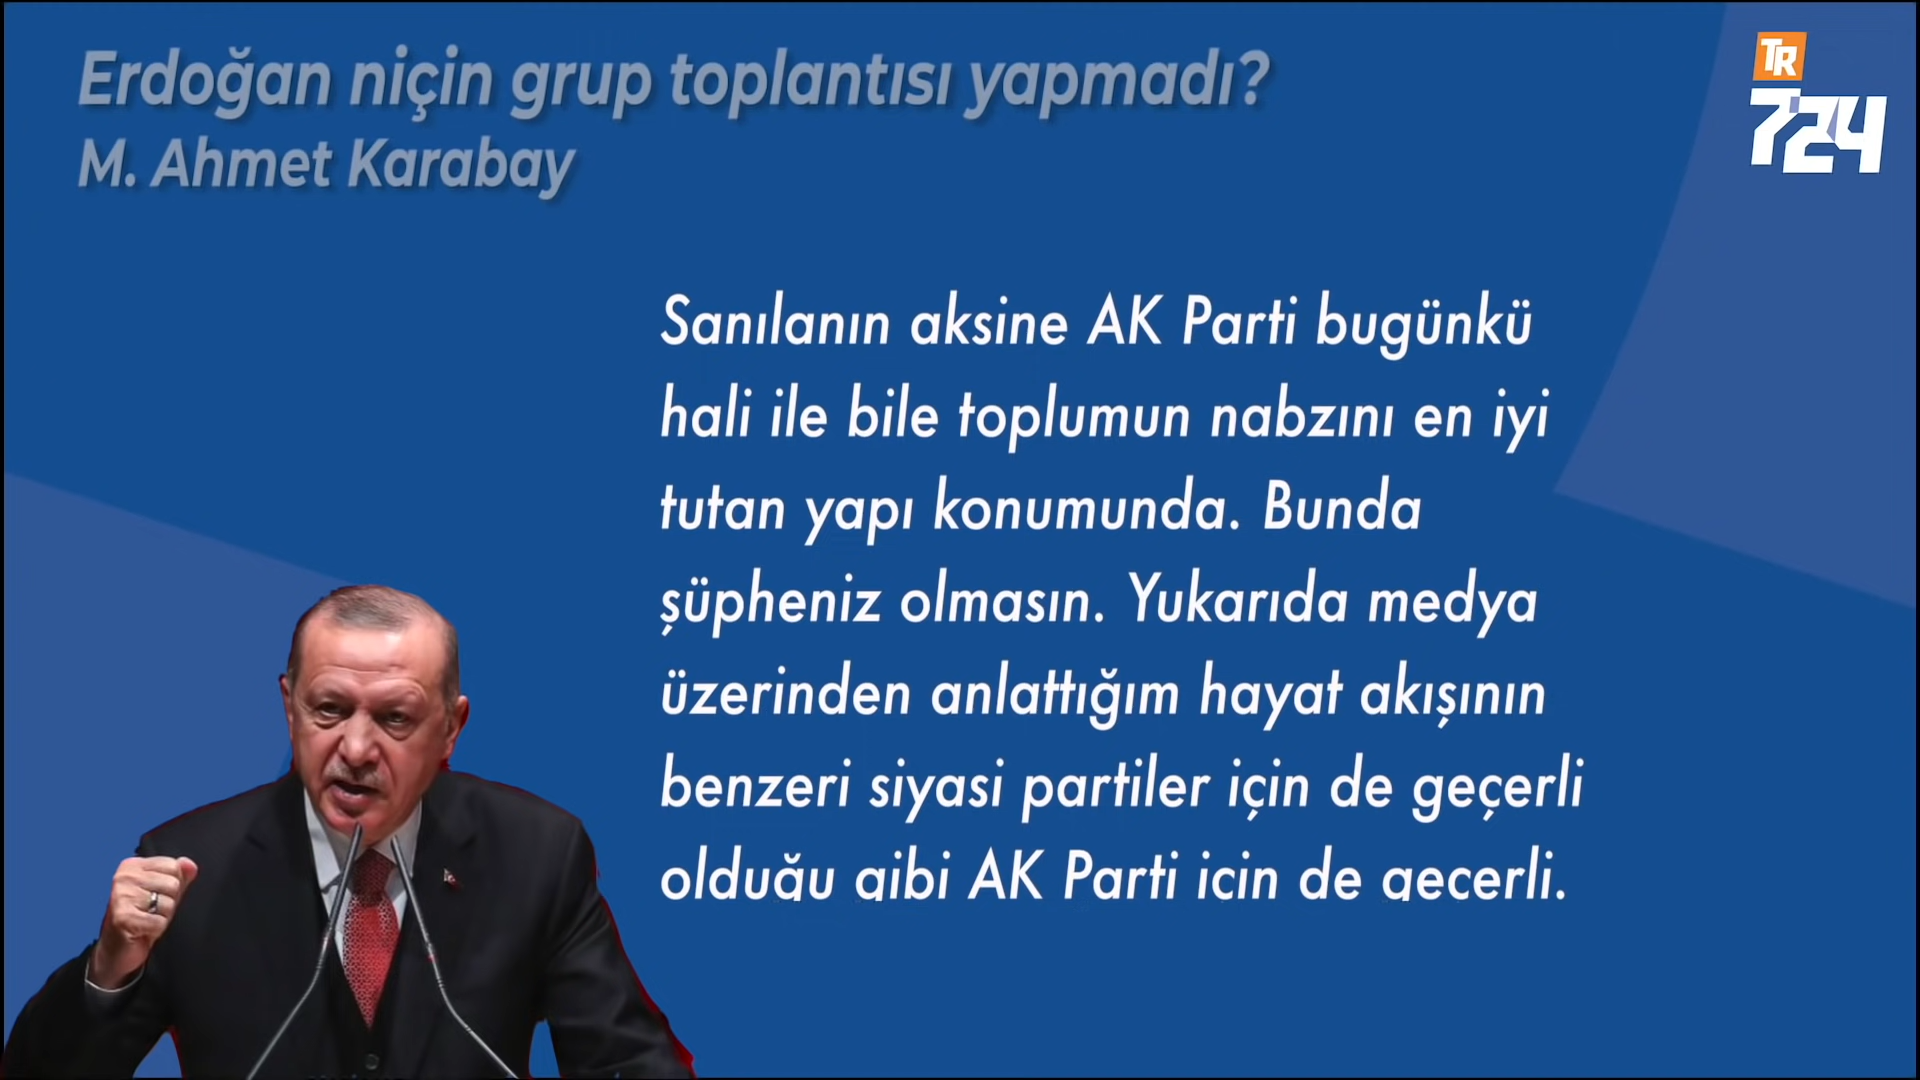 Erdoğan niçin grup toplantısı yapmadı?
M. Ahmet Karabay
TR
724
Sanılanın aksine AK Parti bugünkü
hali ile bile toplumun nabzını en iyi
tutan yapı konumunda. Bunda
şüpheniz olmasın. Yukarıda medya
üzerinden anlattığım hayat akışının
benzeri siyasi partiler için de geçerli
olduğu gibi AK Parti için de geçerli.